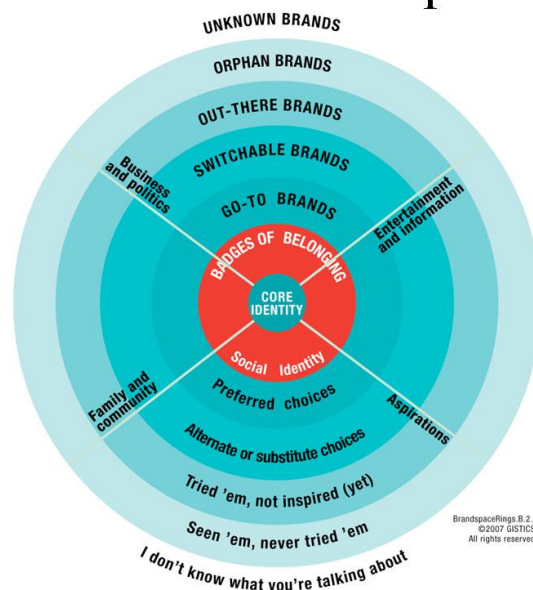 UNKNOWN BRANDS
ORPHAN BRANDS
OUT-THERE BRANDS
SWITCHABLE BRANDS
GO-TO BRANDS
BADGES OF BELONGING
CORE
IDENTITY
Social Identity
Preferred choices
Alternate or substitute choices
Tried 'em, not inspired (yet)
Seen 'em, never tried 'em
I don't know what you're talking about
Business
and politics
Entertainment
and information
Family and
community
Aspirations
BrandspaceRings.B.2.
©2007 GISTICS
All rights reserved